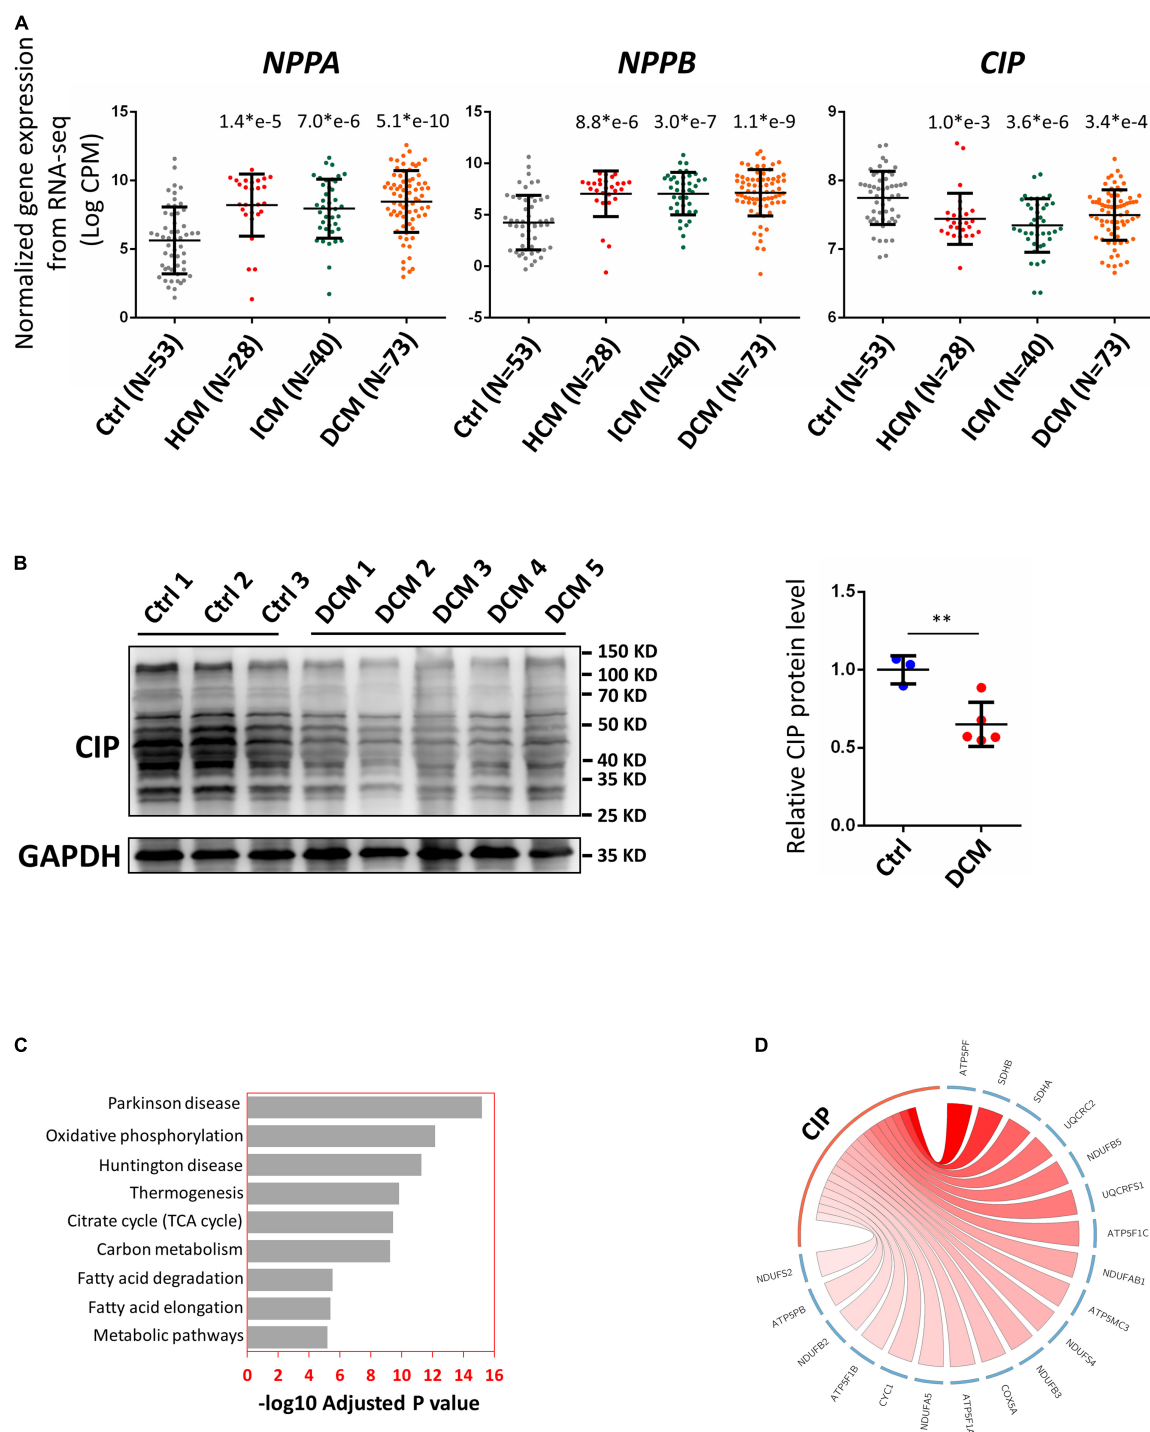 A
Normalized gene expression
from RNA-seq
(Log CPM)
NPPA
15
10
5
0
1.4*e-5 7.0*e-6 5.1*e-10
Ctrl (N=53)
HCM (N=28)
ICM (N=40)
DCM (N=73)
NPPB
15
10
5
0
-5
8.8*e-6 3.0*e-7 1.1*e-9
Ctrl (N=53)
HCM (N=28)
ICM (N=40)
DCM (N=73)
CIP
9
8
7
6
1.0*e-3 3.6*e-6 3.4*e-4
Ctrl (N=53)
HCM (N=28)
ICM (N=40)
DCM (N=73)
B
Ctrl 1
Ctrl 2
Ctrl 3
DCM 1
DCM 2
DCM 3
DCM 4
DCM 5
CIP
150 KD
100 KD
70 KD
50 KD
40 KD
35 KD
25 KD
GAPDH
35 KD
Relative CIP protein level
1.5
1.0
0.5
0.0
**
Ctrl
DCM
C
Parkinson disease
Oxidative phosphorylation
Huntington disease
Thermogenesis
Citrate cycle (TCA cycle)
Carbon metabolism
Fatty acid degradation
Fatty acid elongation
Metabolic pathways
0 2 4 6 8 10 12 14 16
-log10 Adjusted P value
D
CIP
ATP5PF
SDHB
SDHA
UQCRC2
NDUFB5
UQCRFS1
ATP5F1C
NDUFAB1
ATP5MC3
NDUFS4
NDUFB3
COX5A
ATP5F1A
NDUFA5
CYC1
ATP5F1B
NDUFB2
ATP5PB
NDUFS2